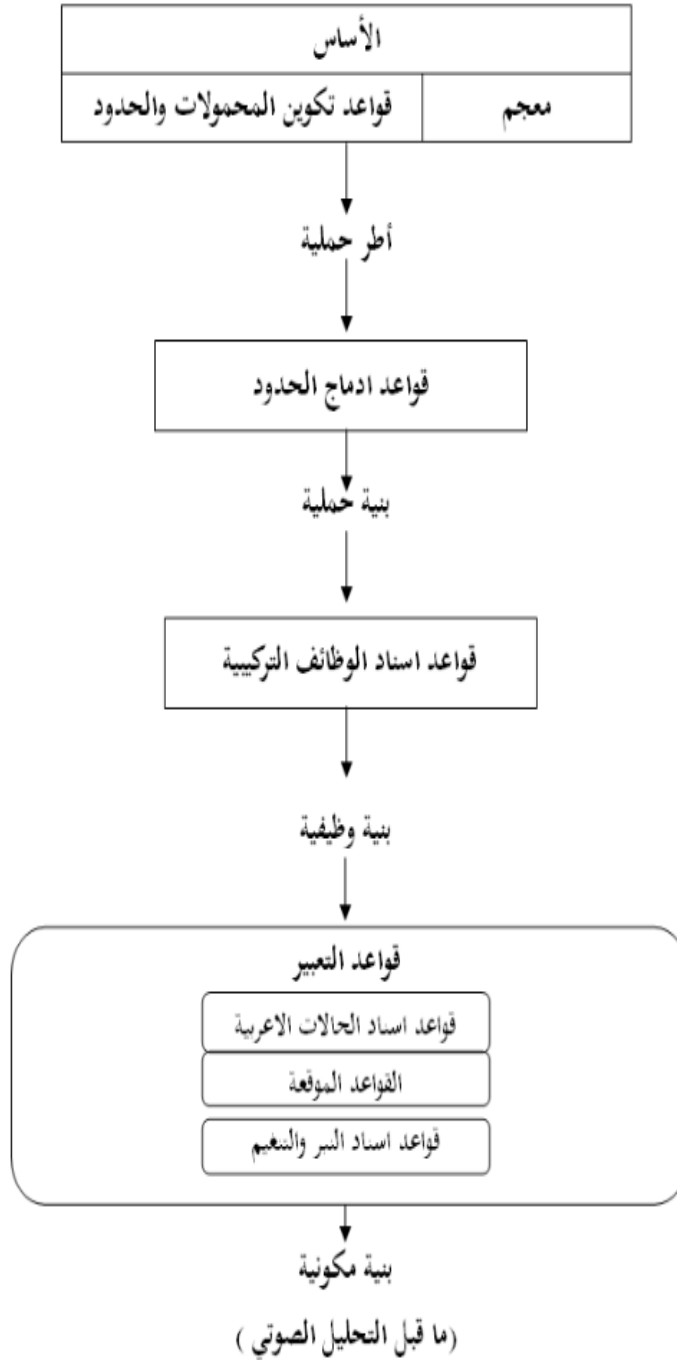 الأساس
معجم
قواعد تكوين المحمولات والحدود
أطر حملية
قواعد ادماج الحدود
بنية حملية
قواعد اسناد الوظائف التركيبية
بنية وظيفية
قواعد التعبير
قواعد اسناد الحالات الاعربية
القواعد الموقعة
قواعد اسناد النبر والتنغيم
بنية مكونية
(ما قبل التحليل الصوتي )